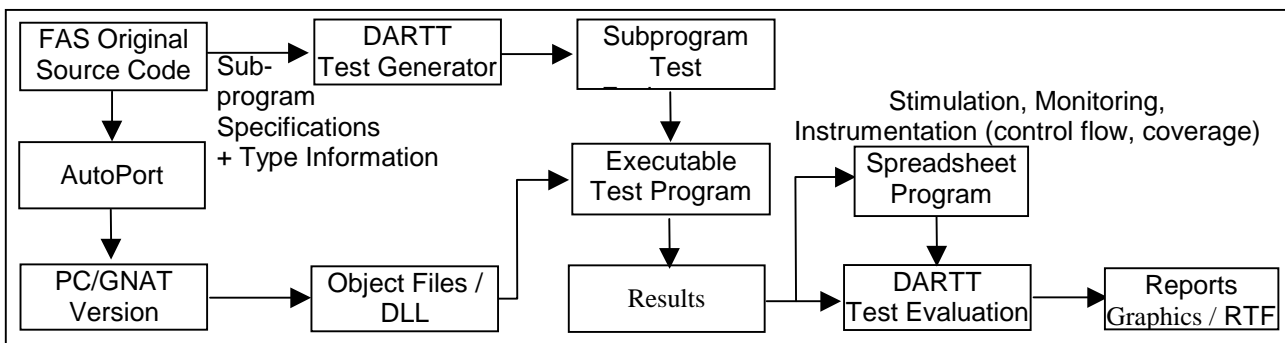 FAS Original
Source Code
DARTT
Test Generator
Subprogram
Test
Sub-
program
Specifications
+ Type Information
Stimulation, Monitoring,
Instrumentation (control flow, coverage)
AutoPort
Executable
Test Program
Spreadsheet
Program
PC/GNAT
Version
Object Files /
DLL
Results
DARTT
Test Evaluation
Reports
Graphics / RTF